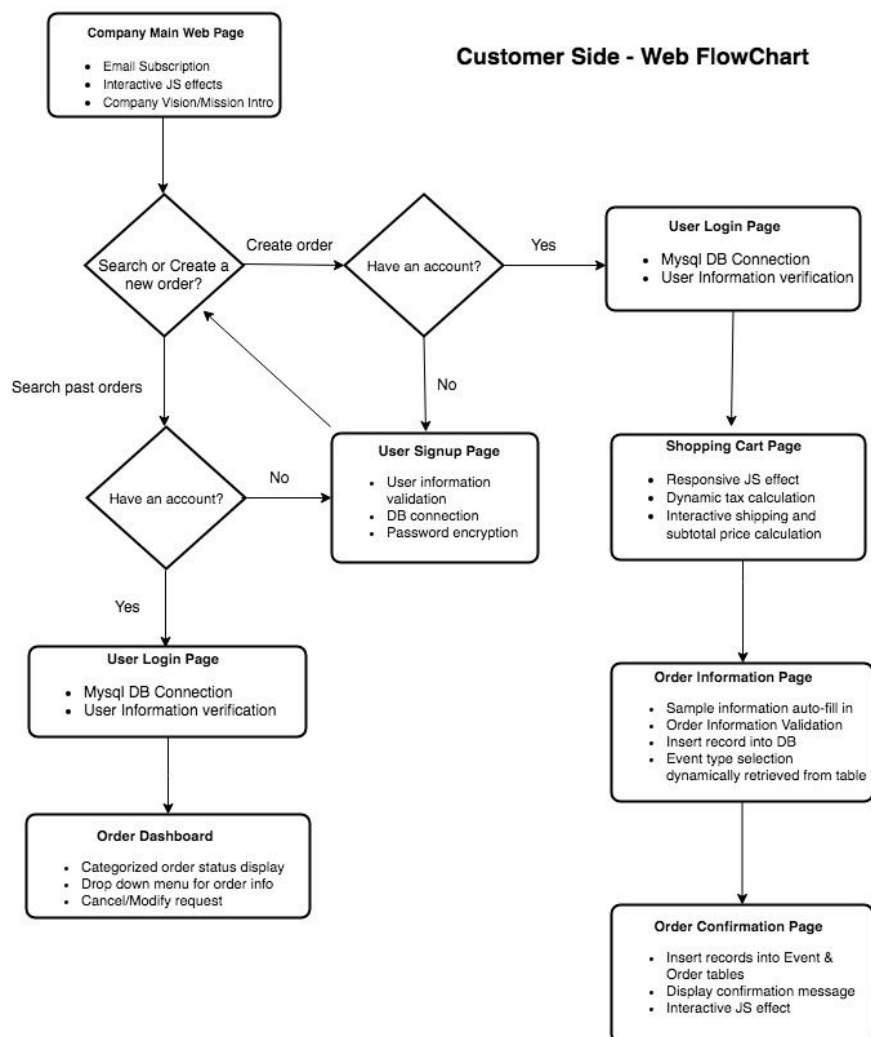 Customer Side - Web FlowChart
Company Main Web Page
• Email Subscription
• Interactive JS effects
• Company Vision/Mission Intro
Search or Create a
new order?
Create order
Have an account?
Yes
User Login Page
• Mysql DB Connection
• User Information verification
No
Search past orders
User Signup Page
• User information
validation
• DB connection
• Password encryption
Shopping Cart Page
• Responsive JS effect
• Dynamic tax calculation
• Interactive shipping and
subtotal price calculation
Have an account?
No
Yes
User Login Page
• Mysql DB Connection
• User Information verification
Order Information Page
• Sample information auto-fill in
• Order Information Validation
• Insert record into DB
• Event type selection
dynamically retrieved from table
Order Dashboard
• Categorized order status display
• Drop down menu for order info
• Cancel/Modify request
Order Confirmation Page
• Insert records into Event &
Order tables
• Display confirmation message
• Interactive JS effect